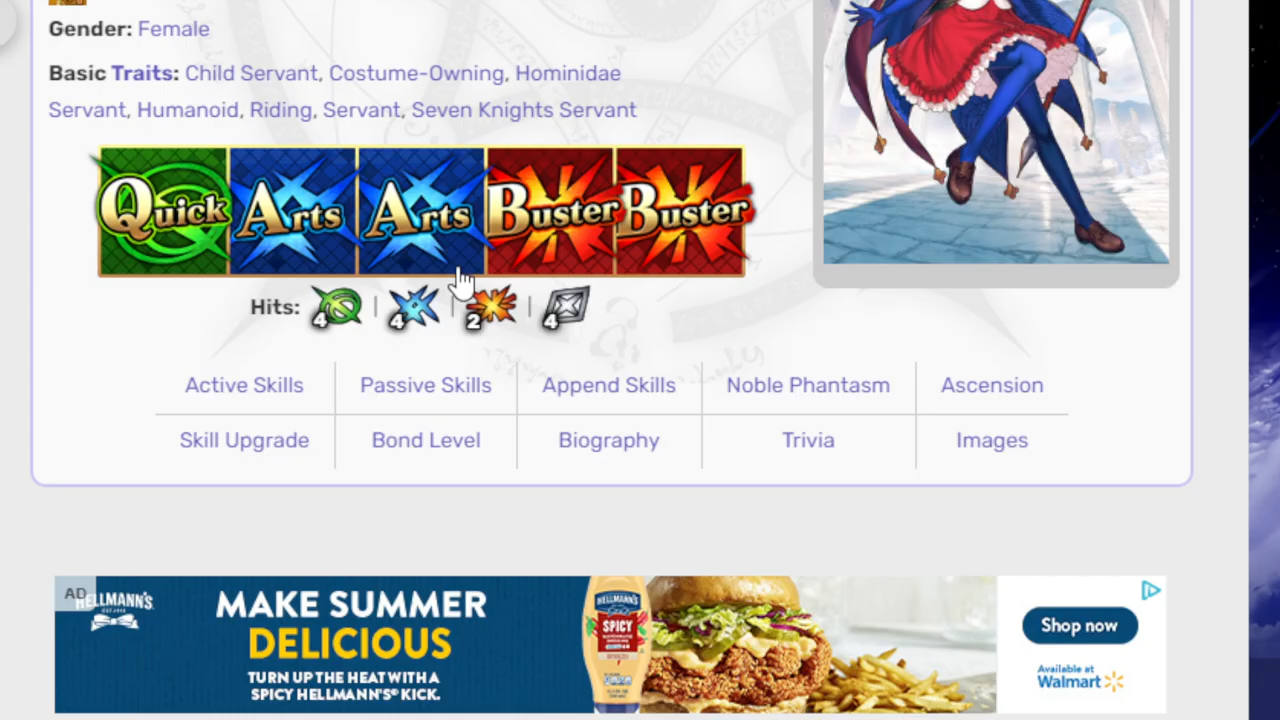 Gender: Female
Basic Traits: Child Servant, Costume-Owning, Hominidae
Servant, Humanoid, Riding, Servant, Seven Knights Servant
Quick Arts Arts Buster Buster
Hits: 4 | 4 | 2 | 4
Active Skills Passive Skills Append Skills Noble Phantasm Ascension
Skill Upgrade Bond Level Biography Trivia Images
AD
HELLMANN'S
MAKE SUMMER
DELICIOUS
TURN UP THE HEAT WITH A
SPICY HELLMANN'S® KICK.
HELLMANN'S
SPICY
Shop now
Available at
Walmart